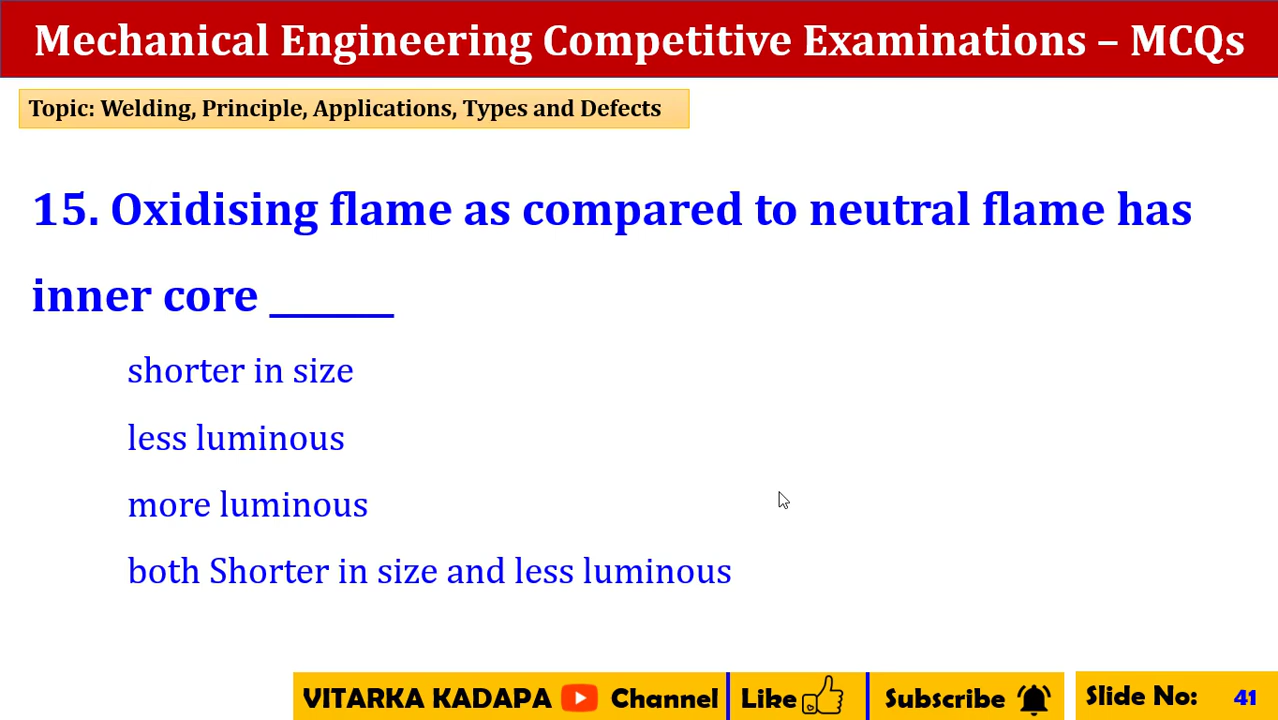 Mechanical Engineering Competitive Examinations – MCQs
Topic: Welding, Principle, Applications, Types and Defects
15. Oxidising flame as compared to neutral flame has
inner core ______
shorter in size
less luminous
more luminous
both Shorter in size and less luminous
VITARKA KADAPA Channel Like Subscribe Slide No: 41